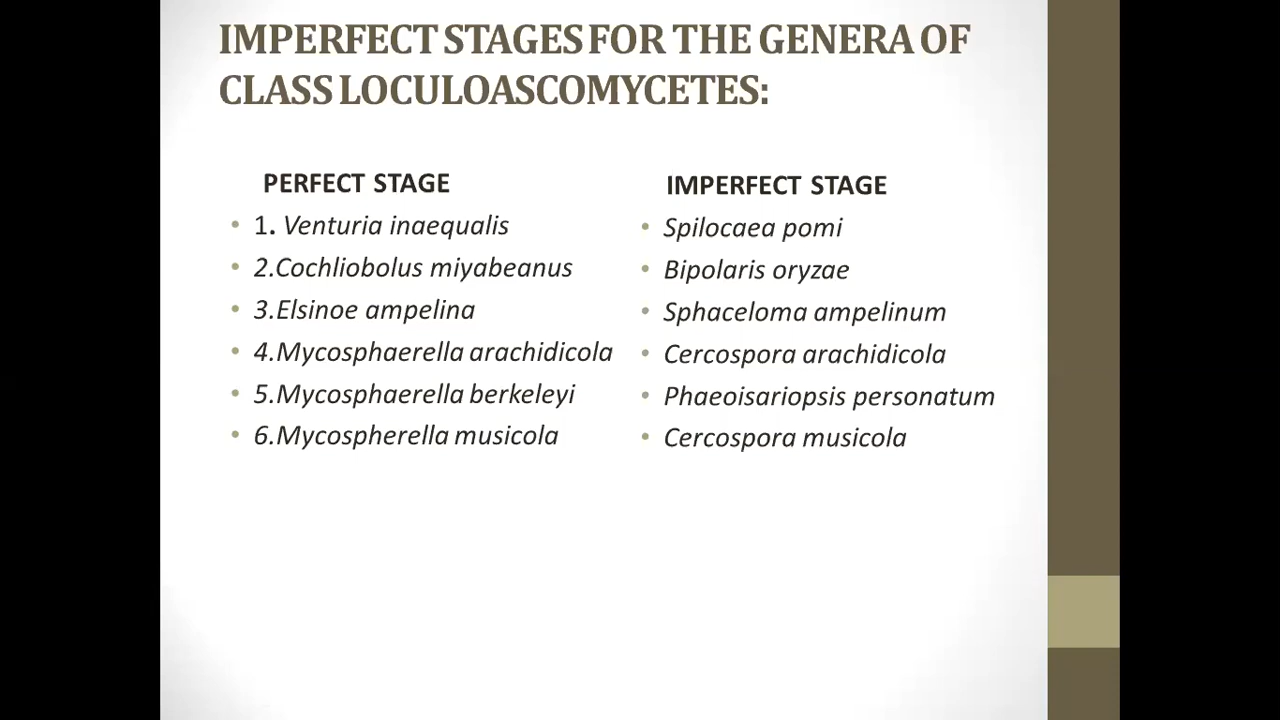 IMPERFECT STAGES FOR THE GENERA OF
CLASS LOCULOASCOMYCETES:
PERFECT STAGE
• 1. Venturia inaequalis
• 2.Cochliobolus miyabeanus
• 3.Elsinoe ampelina
• 4.Mycosphaerella arachidicola
• 5.Mycosphaerella berkeleyi
• 6.Mycospherella musicola
IMPERFECT STAGE
• Spilocaea pomi
• Bipolaris oryzae
• Sphaceloma ampelinum
• Cercospora arachidicola
• Phaeoisariopsis personatum
• Cercospora musicola